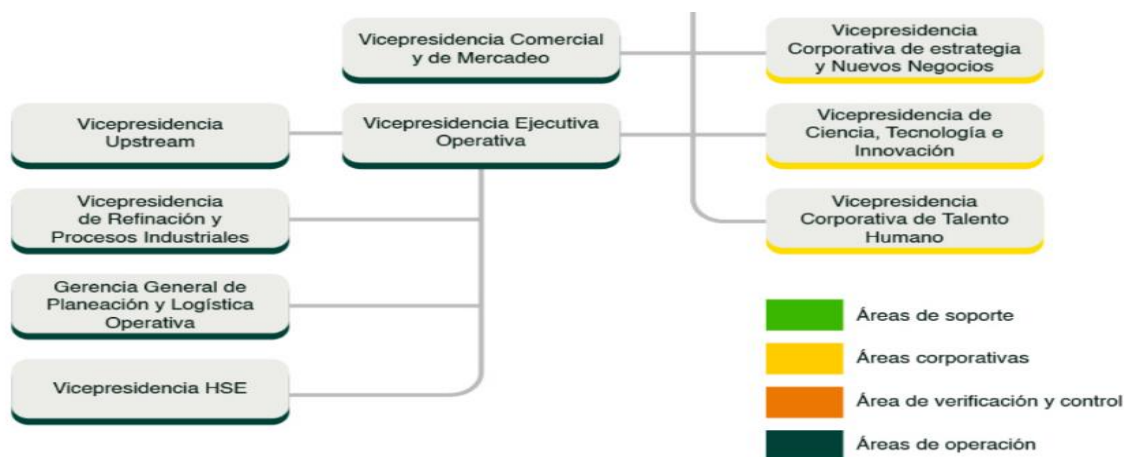 Vicepresidencia Comercial
y de Mercadeo
Vicepresidencia
Corporativa de estrategia
y Nuevos Negocios
Vicepresidencia
Upstream
Vicepresidencia Ejecutiva
Operativa
Vicepresidencia de
Ciencia, Tecnología e
Innovación
Vicepresidencia
de Refinación y
Procesos Industriales
Vicepresidencia
Corporativa de Talento
Humano
Gerencia General de
Planeación y Logística
Operativa
Vicepresidencia HSE
Áreas de soporte
Áreas corporativas
Área de verificación y control
Áreas de operación